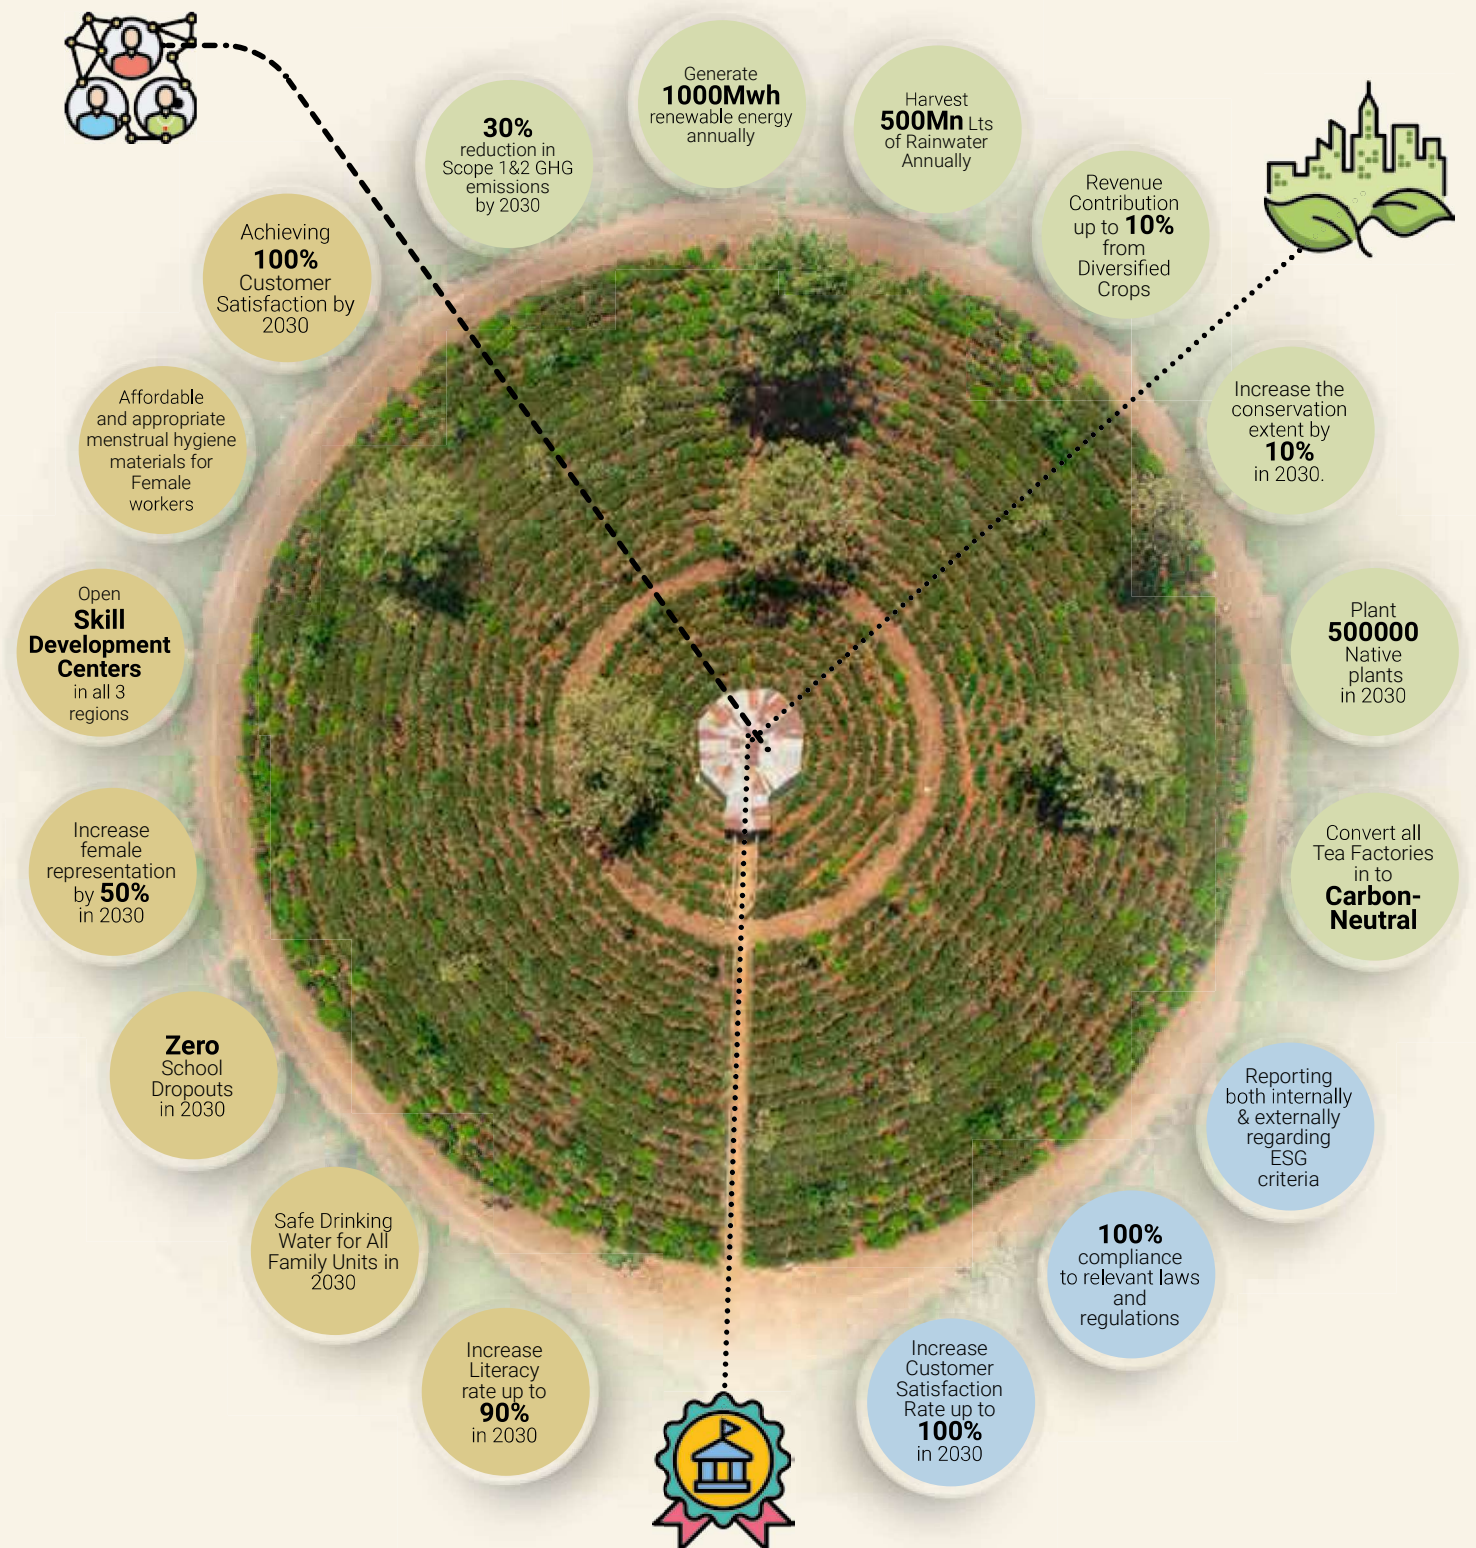 Generate
1000Mwh
renewable energy
annually
Harvest
500Mn Lts
of Rainwater
Annually
30%
reduction in
Scope 1&2 GHG
emissions
by 2030
Revenue
Contribution
up to 10%
from
Diversified
Crops
Achieving
100%
Customer
Satisfaction by
2030
Increase the
conservation
extent by
10%
in 2030.
Affordable
and appropriate
menstrual hygiene
materials for
Female
workers
Open
Skill
Development
Centers
in all 3
regions
Plant
500000
Native
plants
in 2030
Increase
female
representation
by 50%
in 2030
Convert all
Tea Factories
in to
Carbon-
Neutral
Zero
School
Dropouts
in 2030
Reporting
both internally
& externally
regarding
ESG
criteria
Safe Drinking
Water for All
Family Units in
2030
100%
compliance
to relevant laws
and
regulations
Increase
Literacy
rate up to
90%
in 2030
Increase
Customer
Satisfaction
Rate up to
100%
in 2030